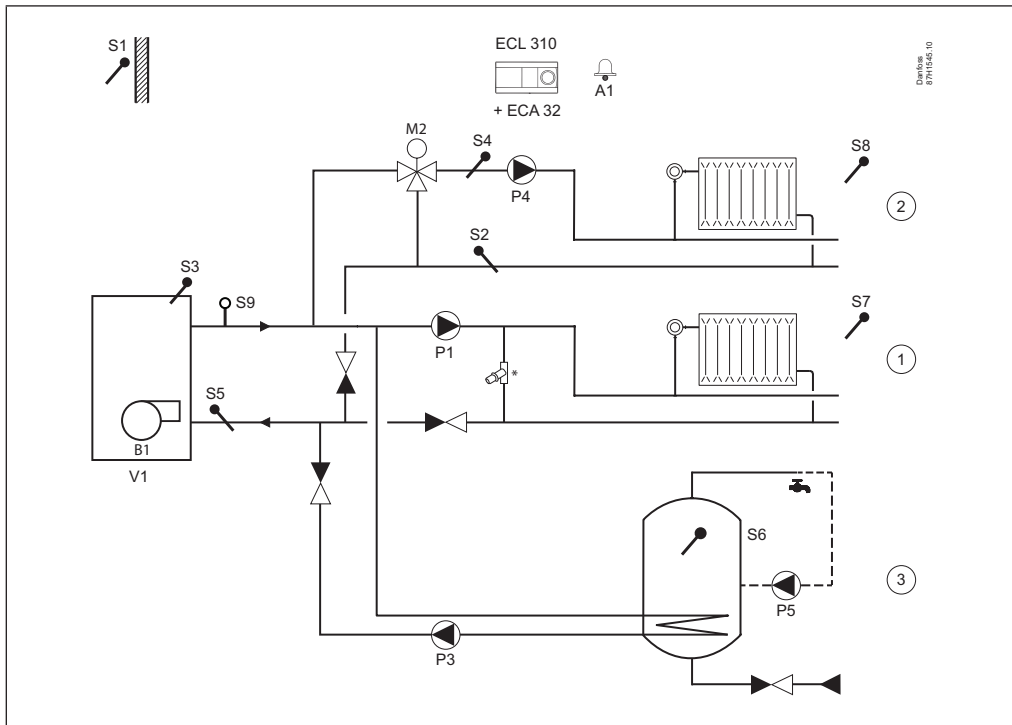 S1
ECL 310
+ ECA 32
A1
Danfoss
87H1545.10
M2
S4
P4
S8
2
S2
S3
S9
P1
S7
1
*
S5
B1
V1
S6
3
P5
P3